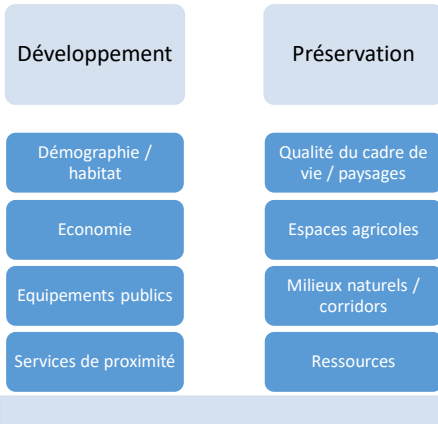 Développement
Démographie /
habitat
Economie
Equipements publics
Services de proximité
Préservation
Qualité du cadre de
vie / paysages
Espaces agricoles
Milieux naturels /
corridors
Ressources